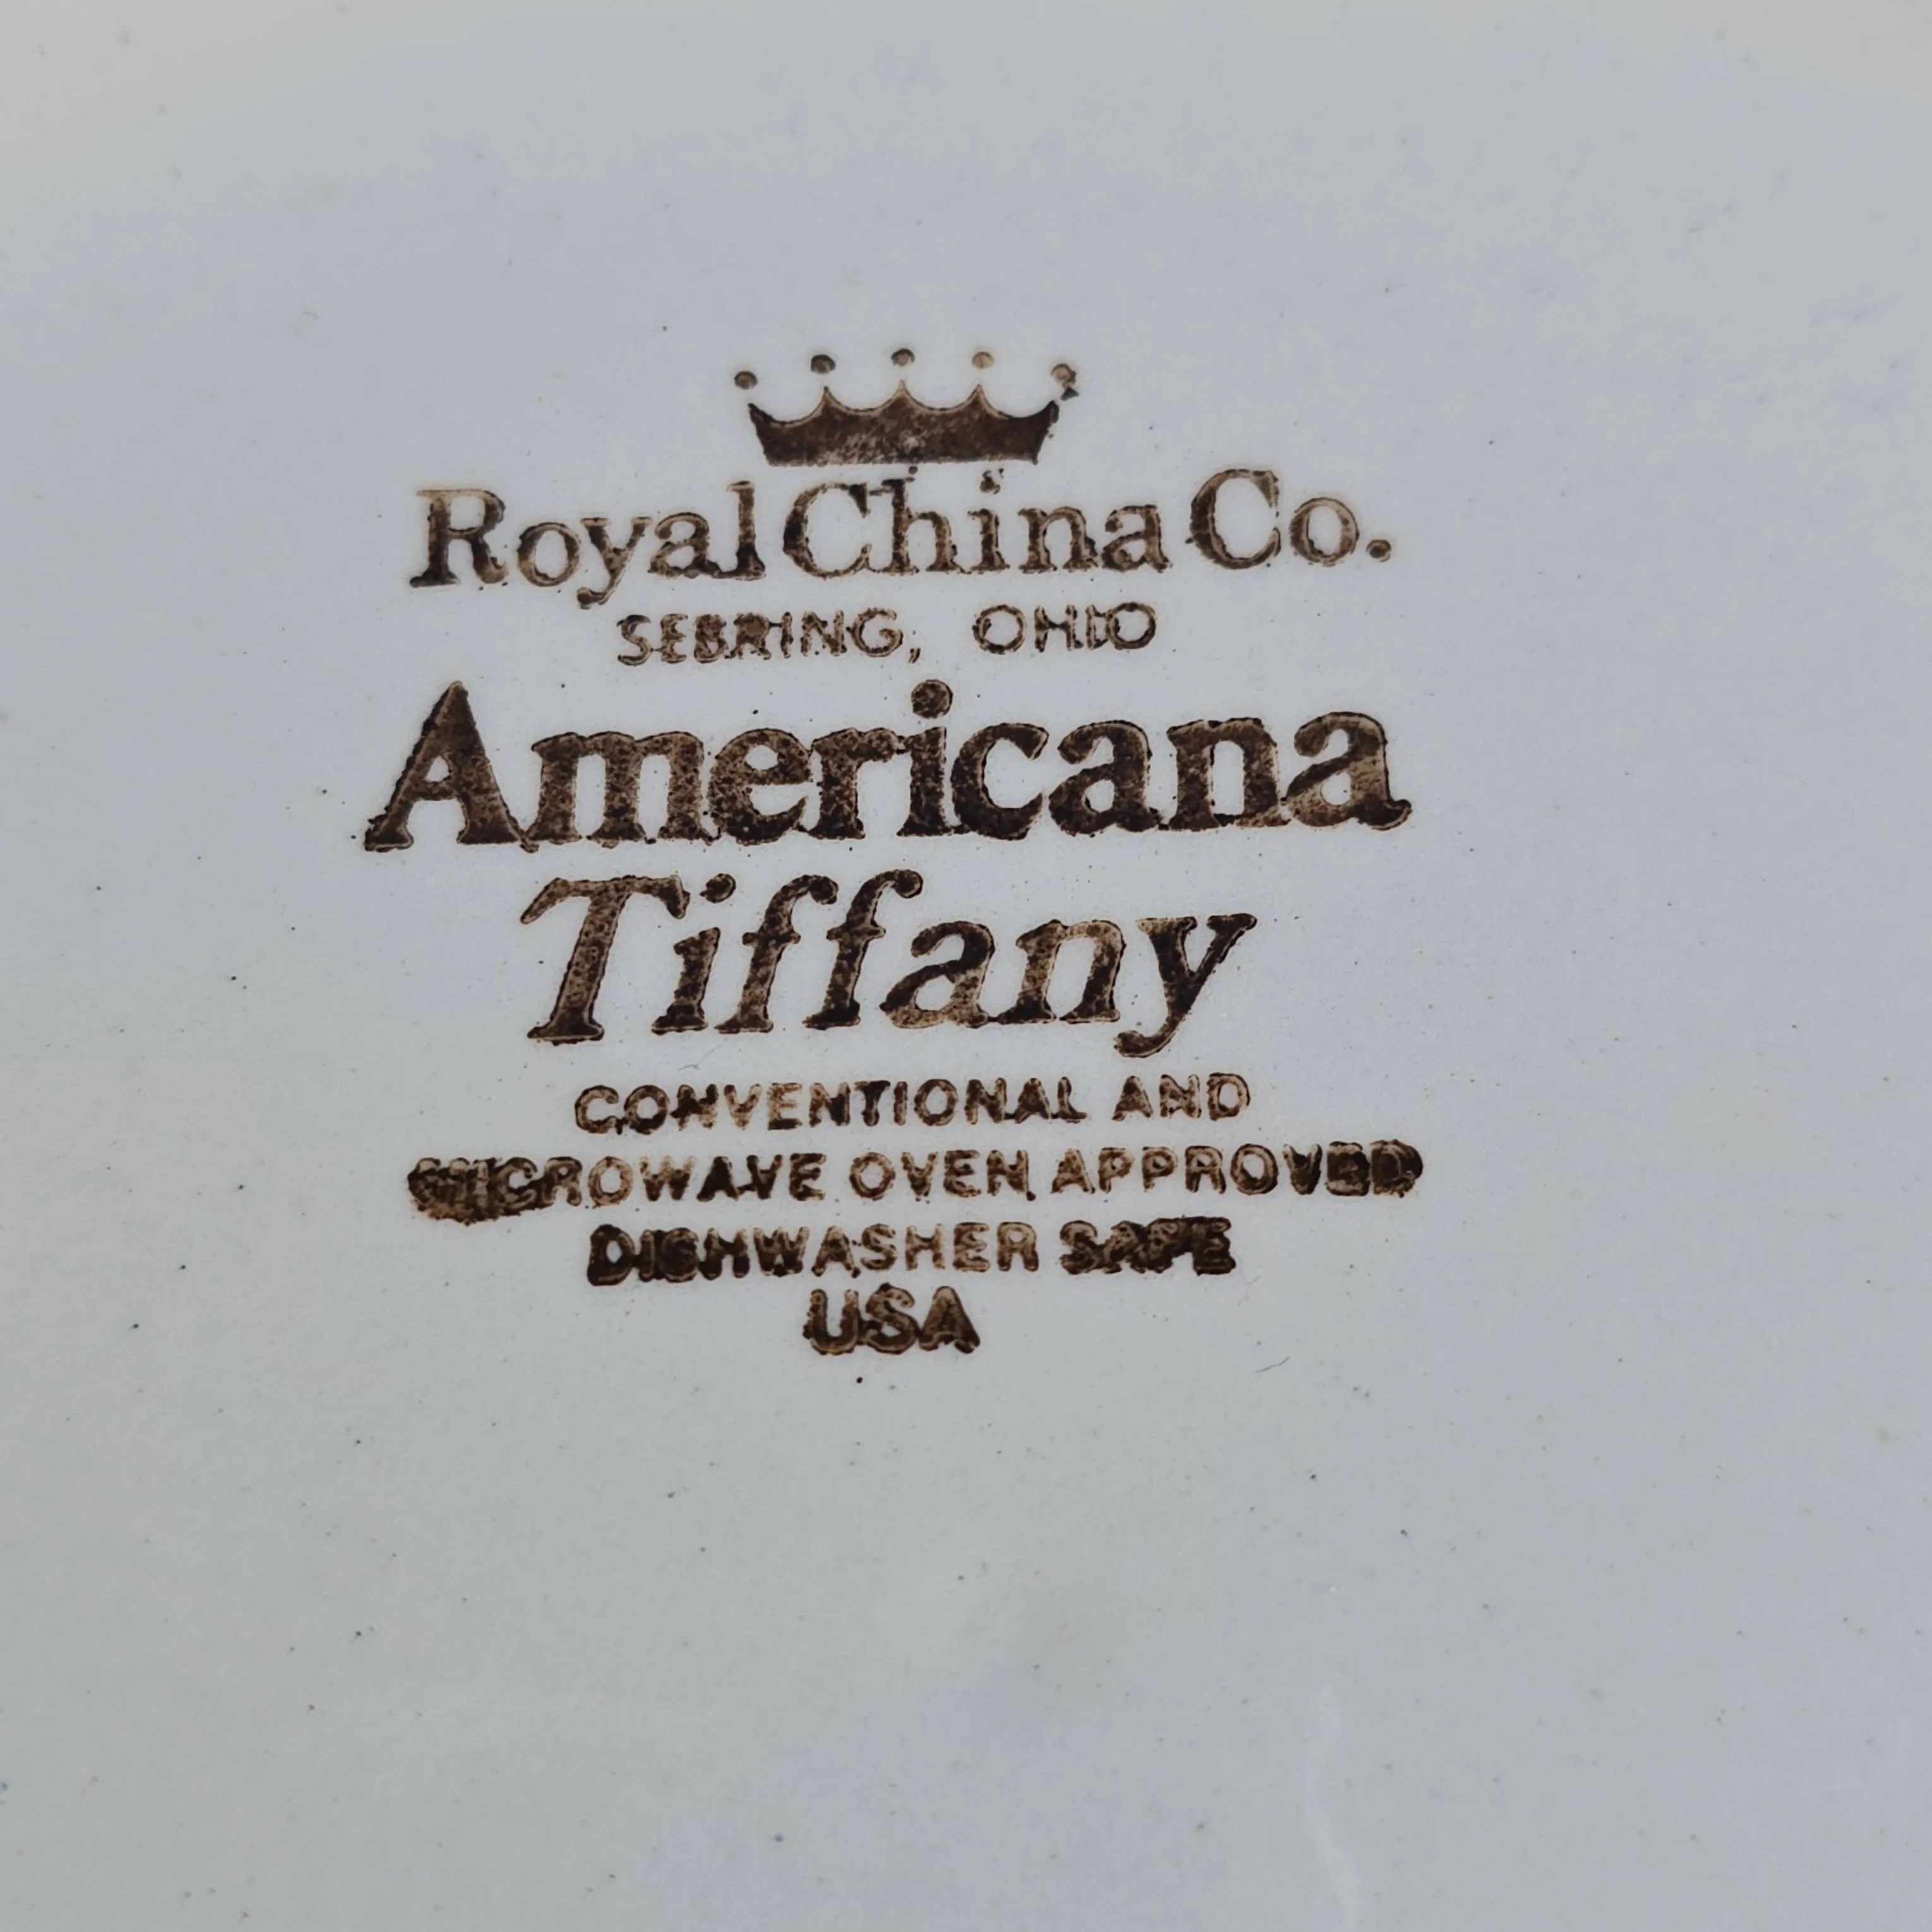 Royal China Co.
SEBRING, OHIO
Americana
Tiffany
CONVENTIONAL AND
MICROWAVE OVEN APPROVED
DISHWASHER SAFE
USA